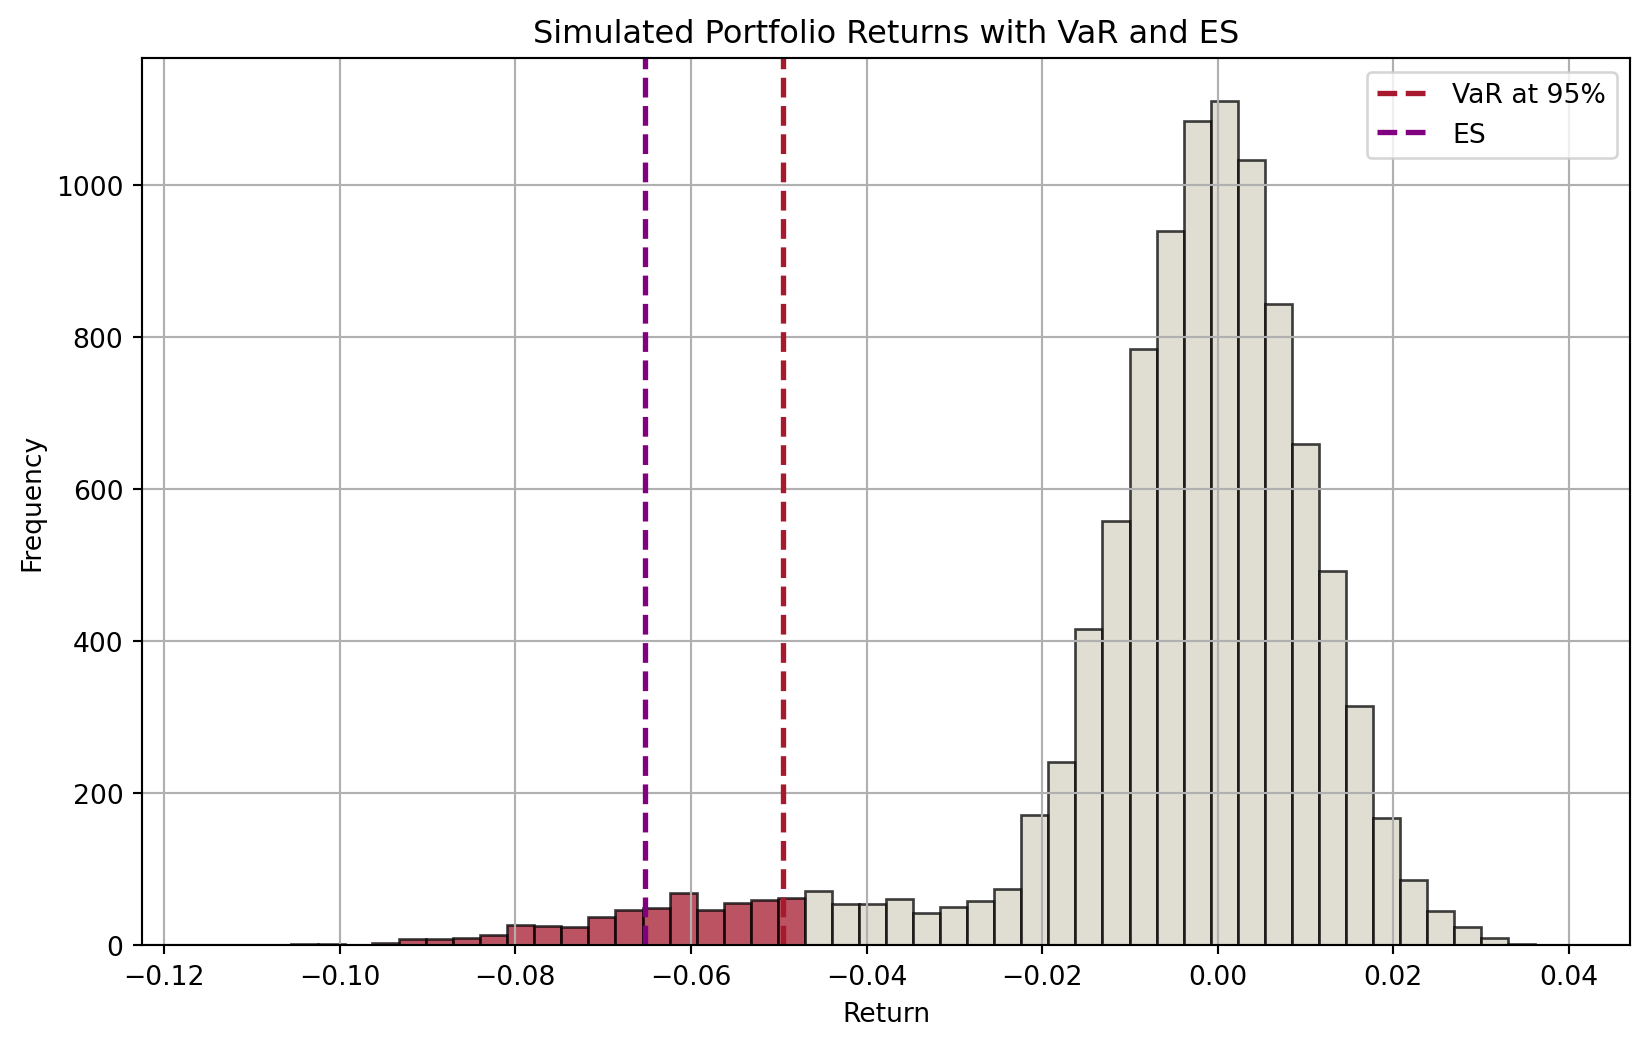 Simulated Portfolio Returns with VaR and ES
VaR at 95%
ES
Frequency
1000
800
600
400
200
0
−0.12 −0.10 −0.08 −0.06 −0.04 −0.02 0.00 0.02 0.04
Return